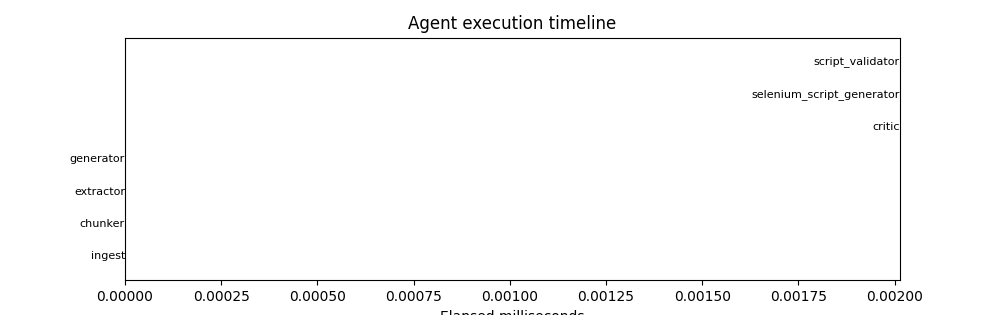 Agent execution timeline
script_validator
selenium_script_generator
critic
generator
extractor
chunker
ingest
0.00000 0.00025 0.00050 0.00075 0.00100 0.00125 0.00150 0.00175 0.00200
Elapsed milliseconds